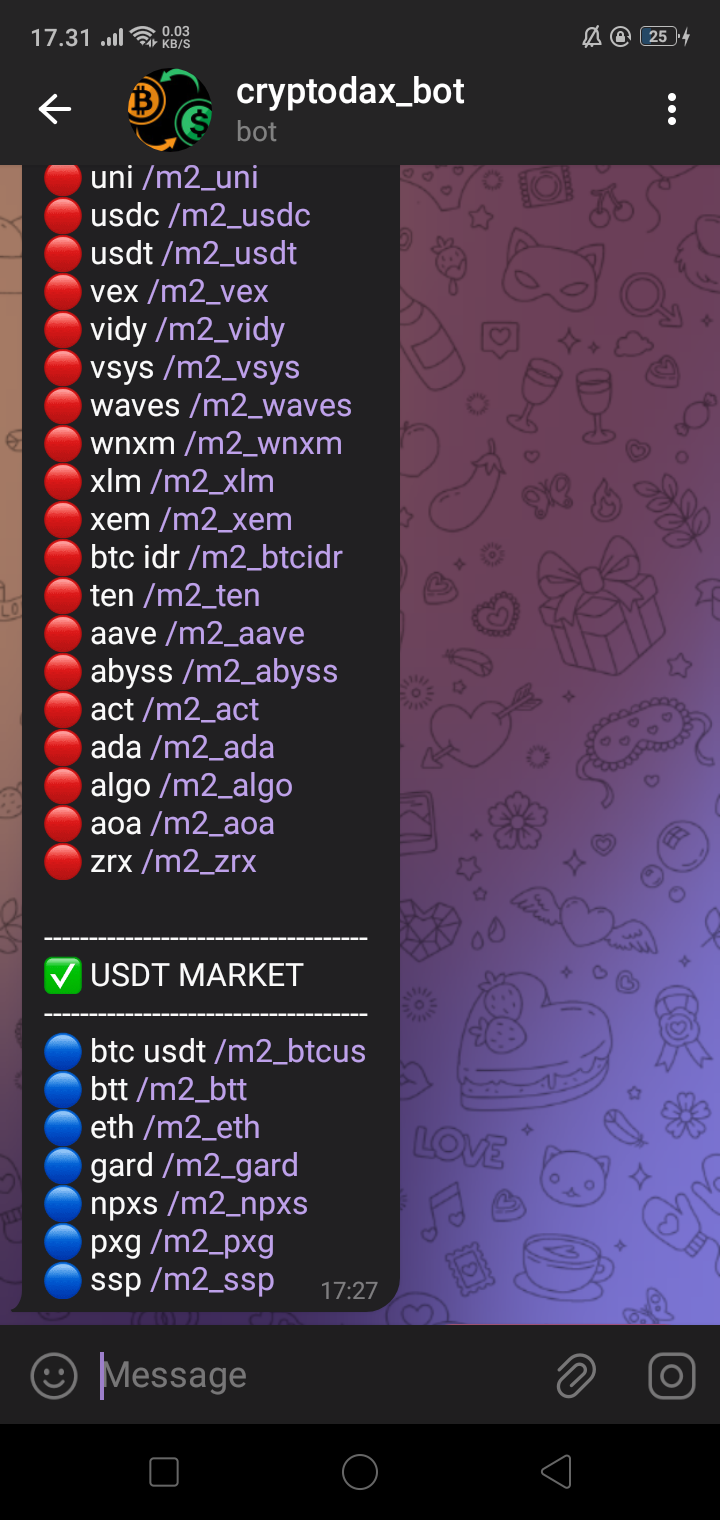 17.31 0.03 KB/S 25
cryptodax_bot
bot
uni /m2_uni
usdc /m2_usdc
usdt /m2_usdt
vex /m2_vex
vidy /m2_vidy
vsys /m2_vsys
waves /m2_waves
wnxm /m2_wnxm
xlm /m2_xlm
xem /m2_xem
btc idr /m2_btcidr
ten /m2_ten
aave /m2_aave
abyss /m2_abyss
act /m2_act
ada /m2_ada
algo /m2_algo
aoa /m2_aoa
zrx /m2_zrx
------------------------------------
✅ USDT MARKET
------------------------------------
btc usdt /m2_btcus
btt /m2_btt
eth /m2_eth
gard /m2_gard
npxs /m2_npxs
pxg /m2_pxg
ssp /m2_ssp
17:27
LOVE
Message